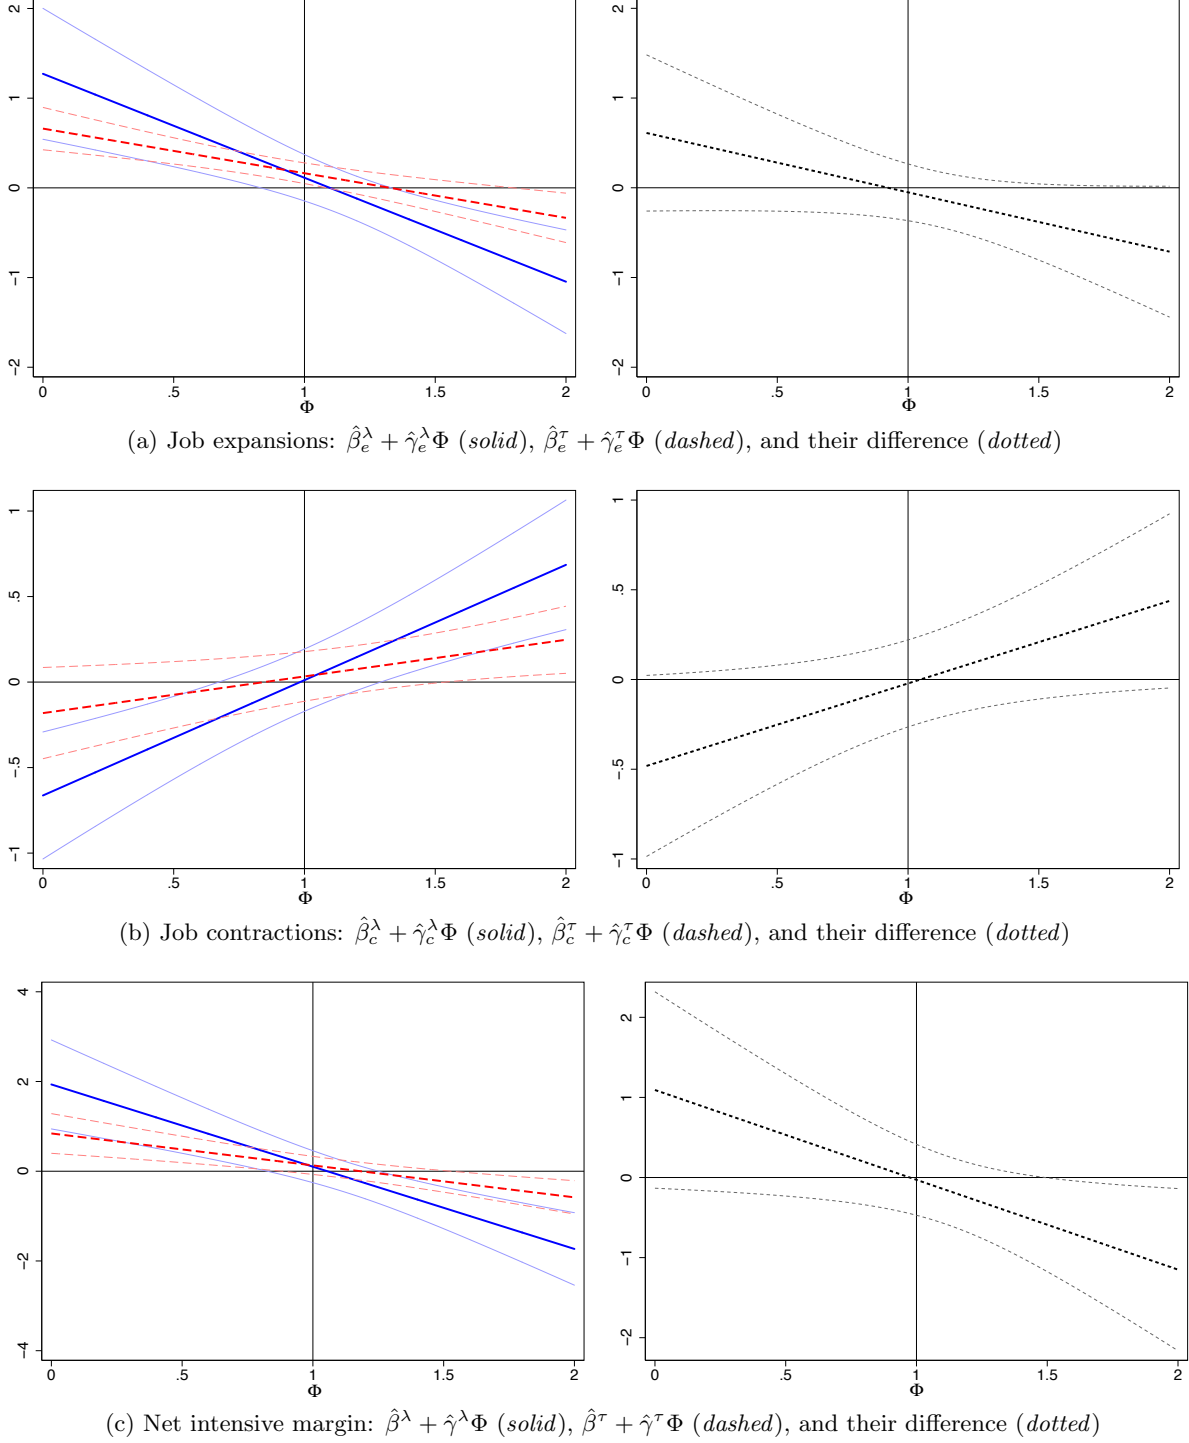 2
1
0
−1
−2
0 .5 1 1.5 2
Φ
2
1
0
−1
−2
0 .5 1 1.5 2
Φ
(a) Job expansions: β̂ₑ^λ + γ̂ₑ^λΦ (solid), β̂ₑ^τ + γ̂ₑ^τΦ (dashed), and their difference (dotted)
1
.5
0
−.5
−1
0 .5 1 1.5 2
Φ
1
.5
0
−.5
−1
0 .5 1 1.5 2
Φ
(b) Job contractions: β̂_c^λ + γ̂_c^λΦ (solid), β̂_c^τ + γ̂_c^τΦ (dashed), and their difference (dotted)
4
2
0
−2
−4
0 .5 1 1.5 2
Φ
2
1
0
−1
−2
0 .5 1 1.5 2
Φ
(c) Net intensive margin: β̂^λ + γ̂^λΦ (solid), β̂^τ + γ̂^τΦ (dashed), and their difference (dotted)